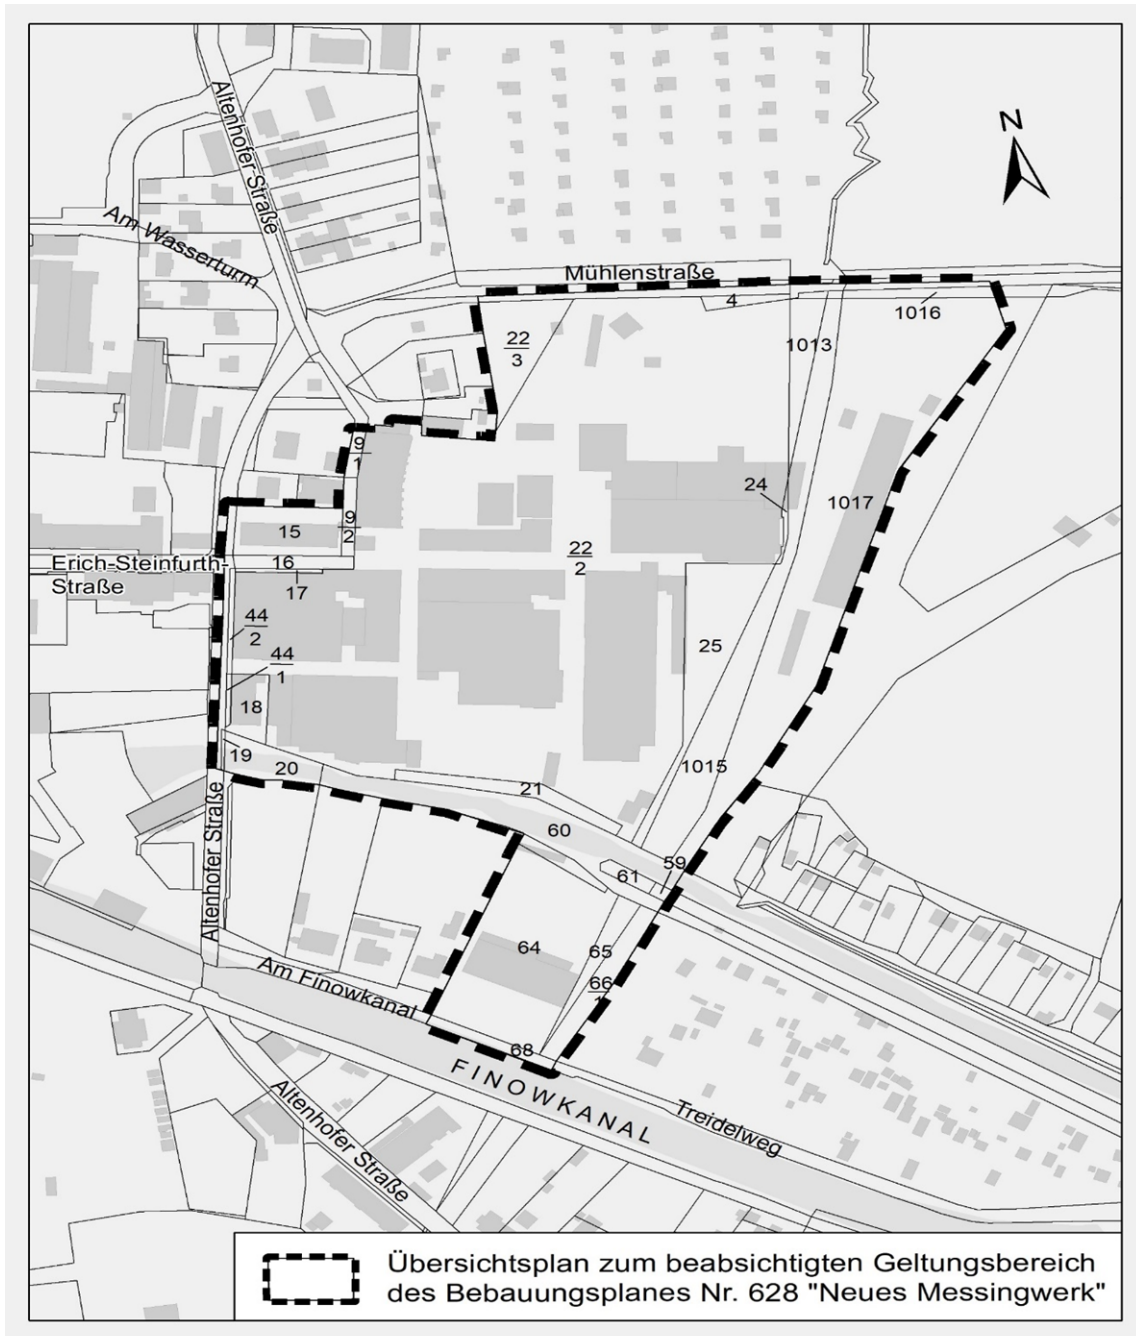 Altenhofer Straße
N
Am Wasserturm
Mühlenstraße
4
1016
22
3
1013
9
1
24
1017
9
2
15
22
2
Erich-Steinfurth-
Straße
16
17
44
2
25
44
1
18
19
20
1015
21
60
Altenhofer Straße
59
61
64
65
66
1
Am Finowkanal
68
FINOWKANAL
Treidelweg
Altenhofer Straße
Übersichtsplan zum beabsichtigten Geltungsbereich
des Bebauungsplanes Nr. 628 "Neues Messingwerk"